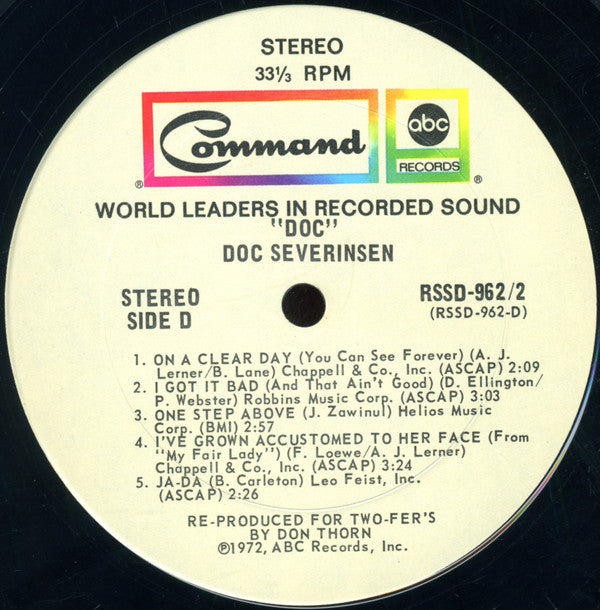 STEREO
33⅓ RPM
Command
abc
RECORDS
® ®
WORLD LEADERS IN RECORDED SOUND
"DOC"
DOC SEVERINSEN
STEREO
SIDE D
RSSD-962/2
(RSSD-962-D)
1. ON A CLEAR DAY (You Can See Forever) (A. J.
Lerner/B. Lane) Chappell & Co., Inc. (ASCAP) 2:09
2. I GOT IT BAD (And That Ain't Good) (D. Ellington/
P. Webster) Robbins Music Corp. (ASCAP) 3:03
3. ONE STEP ABOVE (J. Zawinul) Helios Music
Corp. (BMI) 2:57
4. I'VE GROWN ACCUSTOMED TO HER FACE (From
"My Fair Lady") (F. Loewe/A. J. Lerner)
Chappell & Co., Inc. (ASCAP) 3:24
5. JA-DA (B. Carleton) Leo Feist, Inc.
(ASCAP) 2:26
RE-PRODUCED FOR TWO-FER'S
BY DON THORN
℗1972, ABC Records, Inc.